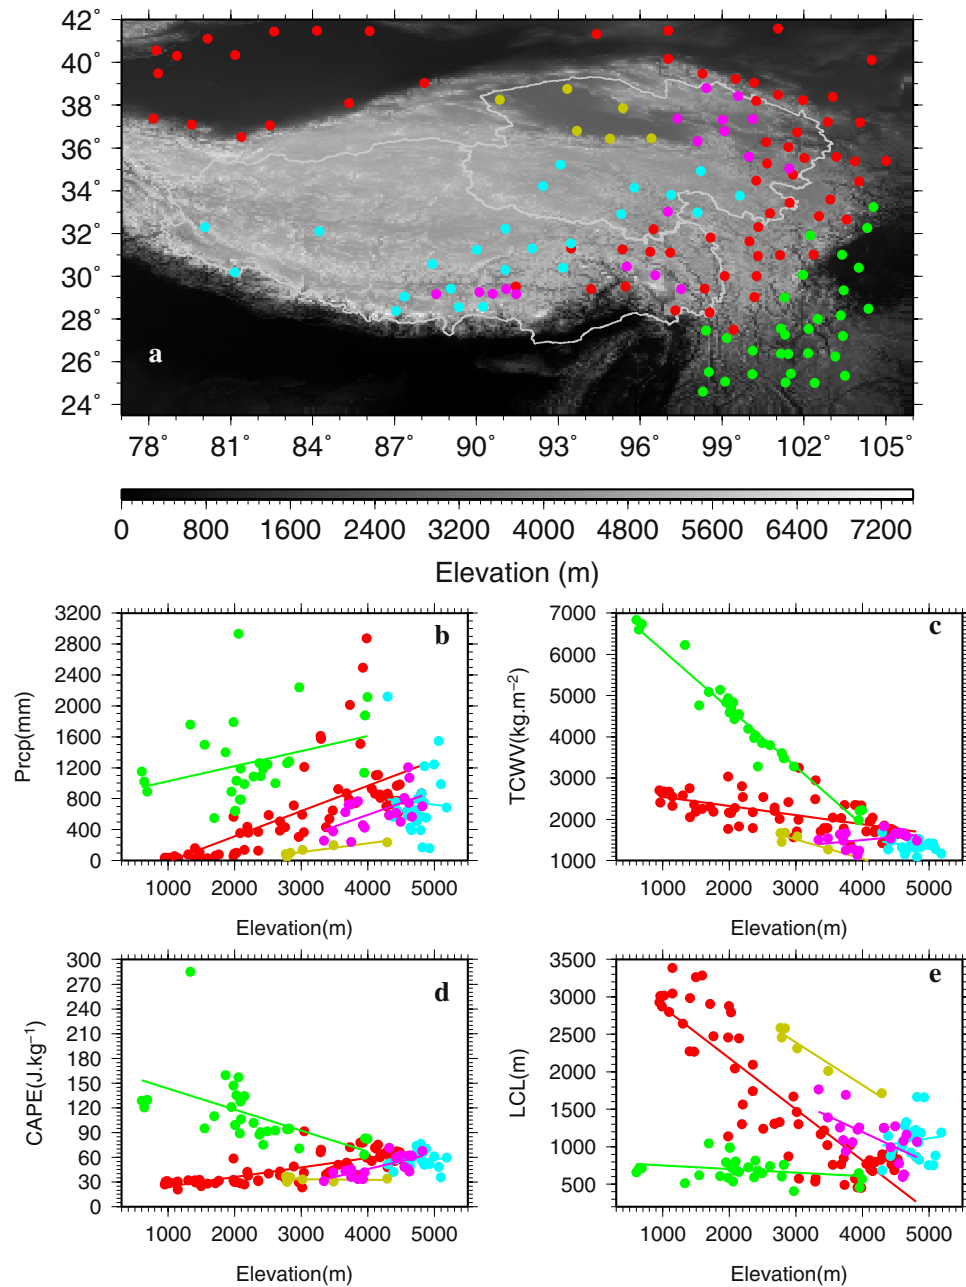 42°
40°
38°
36°
34°
32°
30°
28°
26°
24°
a
78° 81° 84° 87° 90° 93° 96° 99° 102° 105°
0 800 1600 2400 3200 4000 4800 5600 6400 7200
Elevation (m)
3200
2800
2400
2000
1600
1200
800
400
0
Prcp(mm)
b
1000 2000 3000 4000 5000
Elevation(m)
7000
6000
5000
4000
3000
2000
1000
TCWV(kg.m−2)
c
1000 2000 3000 4000 5000
Elevation(m)
300
270
240
210
180
150
120
90
60
30
0
CAPE(J.kg−1)
d
1000 2000 3000 4000 5000
Elevation(m)
3500
3000
2500
2000
1500
1000
500
LCL(m)
e
1000 2000 3000 4000 5000
Elevation(m)